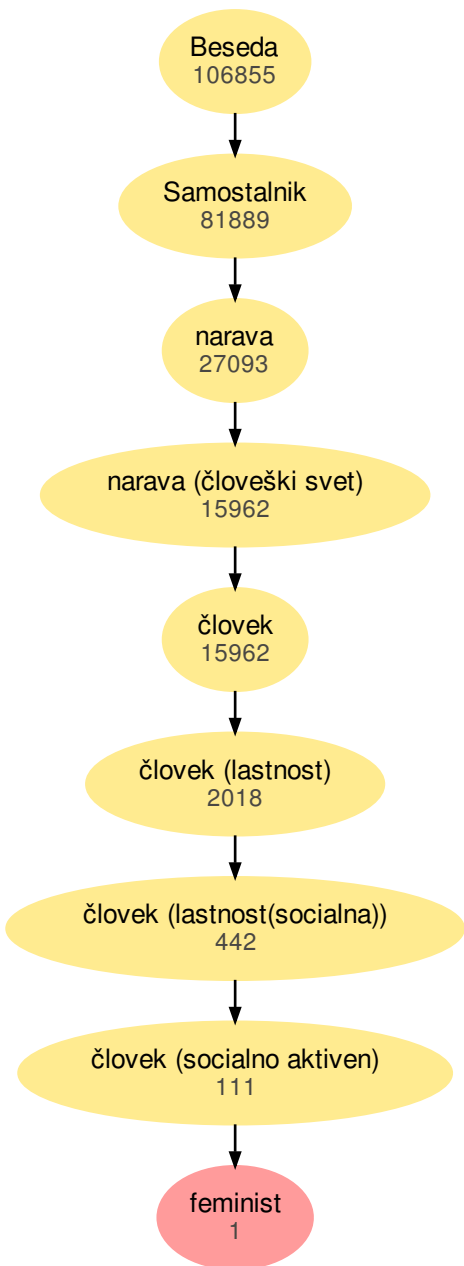 Beseda
106855
Samostalnik
81889
narava
27093
narava (človeški svet)
15962
človek
15962
človek (lastnost)
2018
človek (lastnost(socialna))
442
človek (socialno aktiven)
111
feminist
1